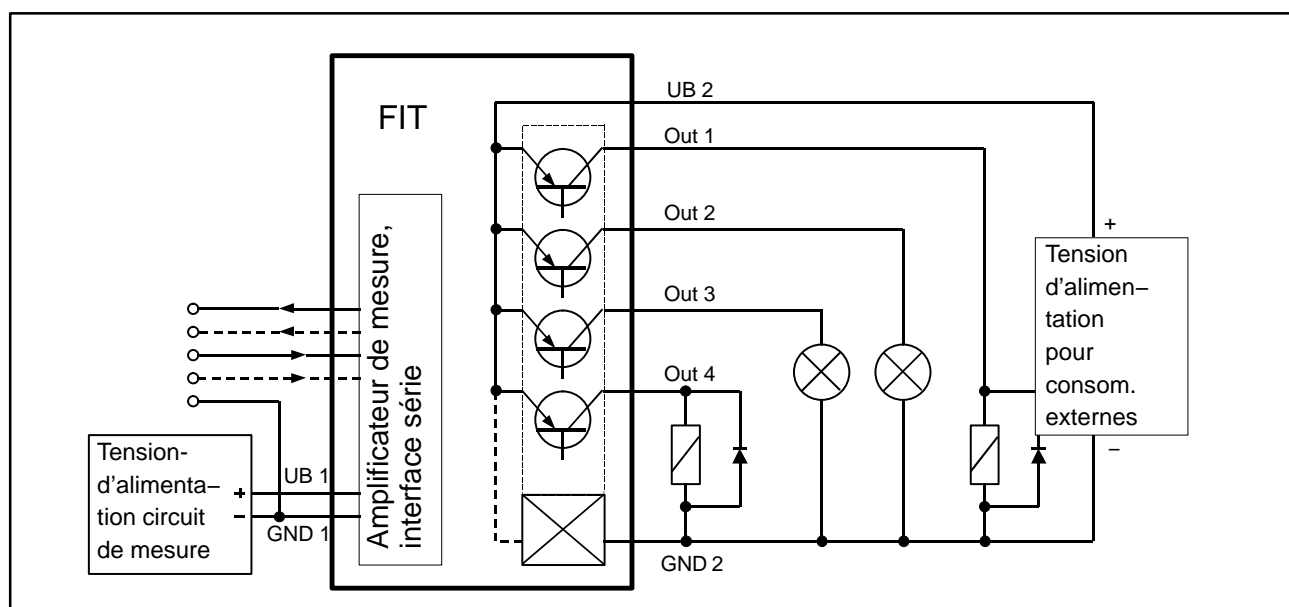 FIT
UB 2
Out 1
Out 2
Out 3
Out 4
GND 2
Amplificateur de mesure,
interface série
UB 1
GND 1
Tension-
d’alimenta–
tion circuit
de mesure
+
–
+
Tension
d’alimen–
tation
pour
consom.
externes
–